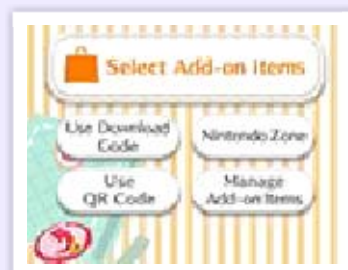 Select Add-on Items
Use Download
Code
Nintendo Zone
Use
QR Code
Manage
Add-on Items